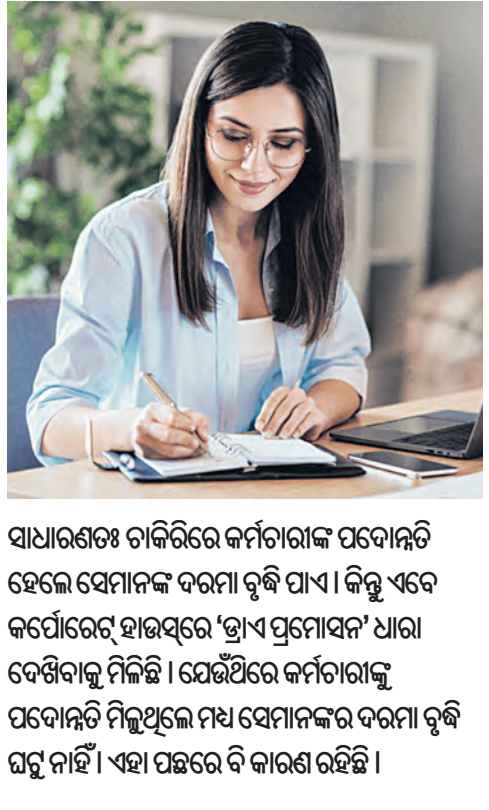 ସାଧାରଣତଃ ଚାକିରିରେ କର୍ମଚାରୀଙ୍କ ପଦୋନ୍ନତି
ହେଲେ ସେମାନଙ୍କ ଦରମା ବୃଦ୍ଧି ପାଏ । କିନ୍ତୁ ଏବେ
କର୍ପୋରେଟ୍ ହାଉସ୍‌ରେ ‘ଡ୍ରାଏ ପ୍ରମୋସନ’ ଧାରା
ଦେଖିବାକୁ ମିଳିଛି । ଯେଉଁଥିରେ କର୍ମଚାରୀଙ୍କୁ
ପଦୋନ୍ନତି ମିଳୁଥିଲେ ମଧ୍ୟ ସେମାନଙ୍କର ଦରମା ବୃଦ୍ଧି
ଘଟୁ ନାହିଁ । ଏହା ପଛରେ ବି କାରଣ ରହିଛି ।